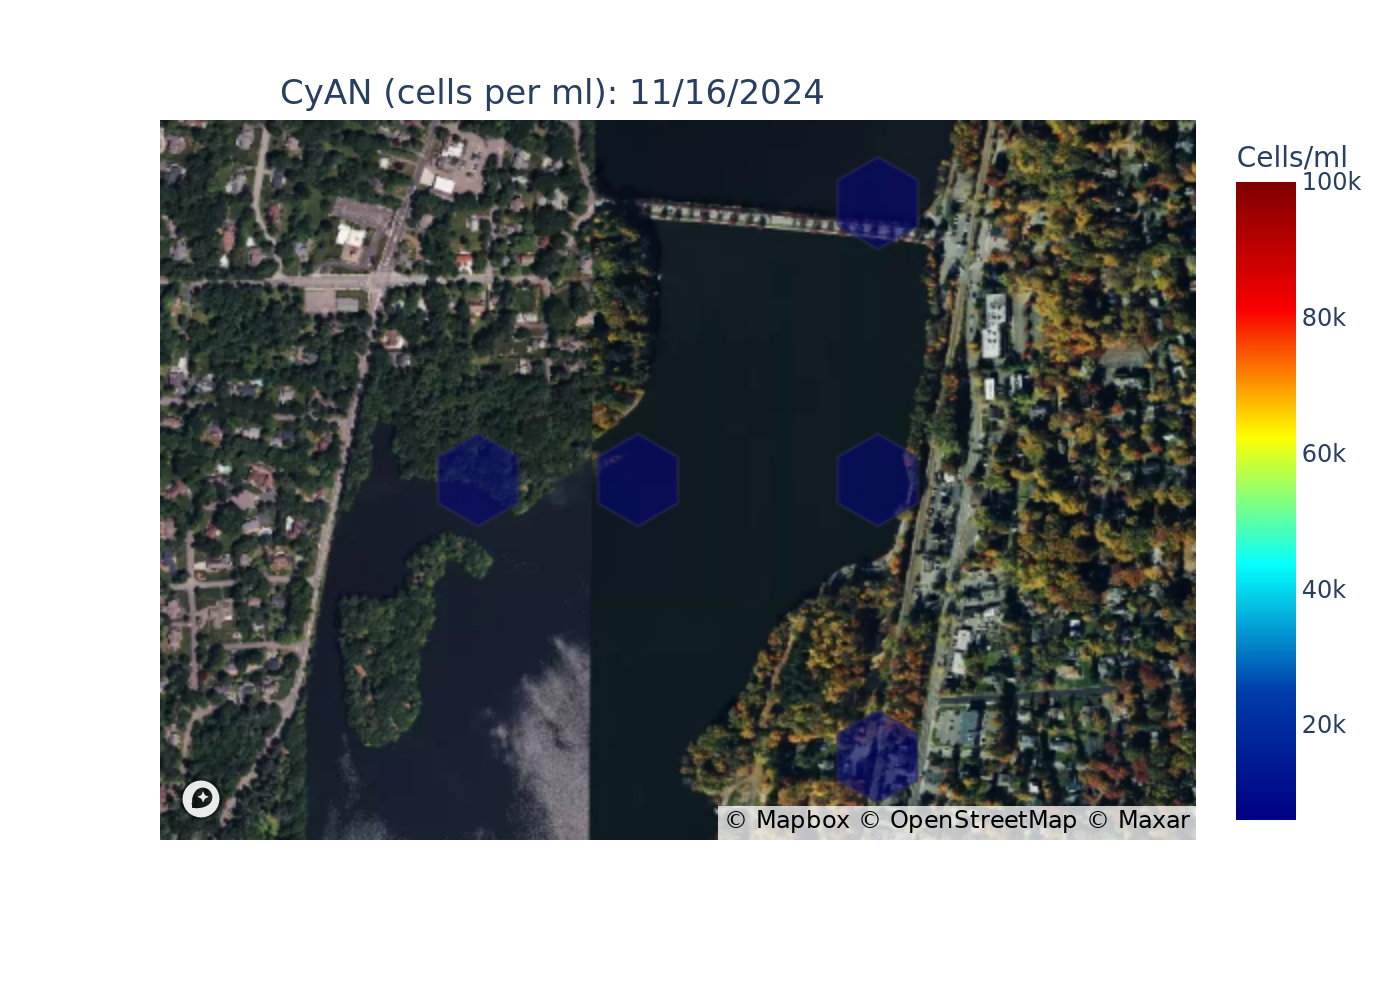 CyAN (cells per ml): 11/16/2024
Cells/ml
100k
80k
60k
40k
20k
© Mapbox © OpenStreetMap © Maxar